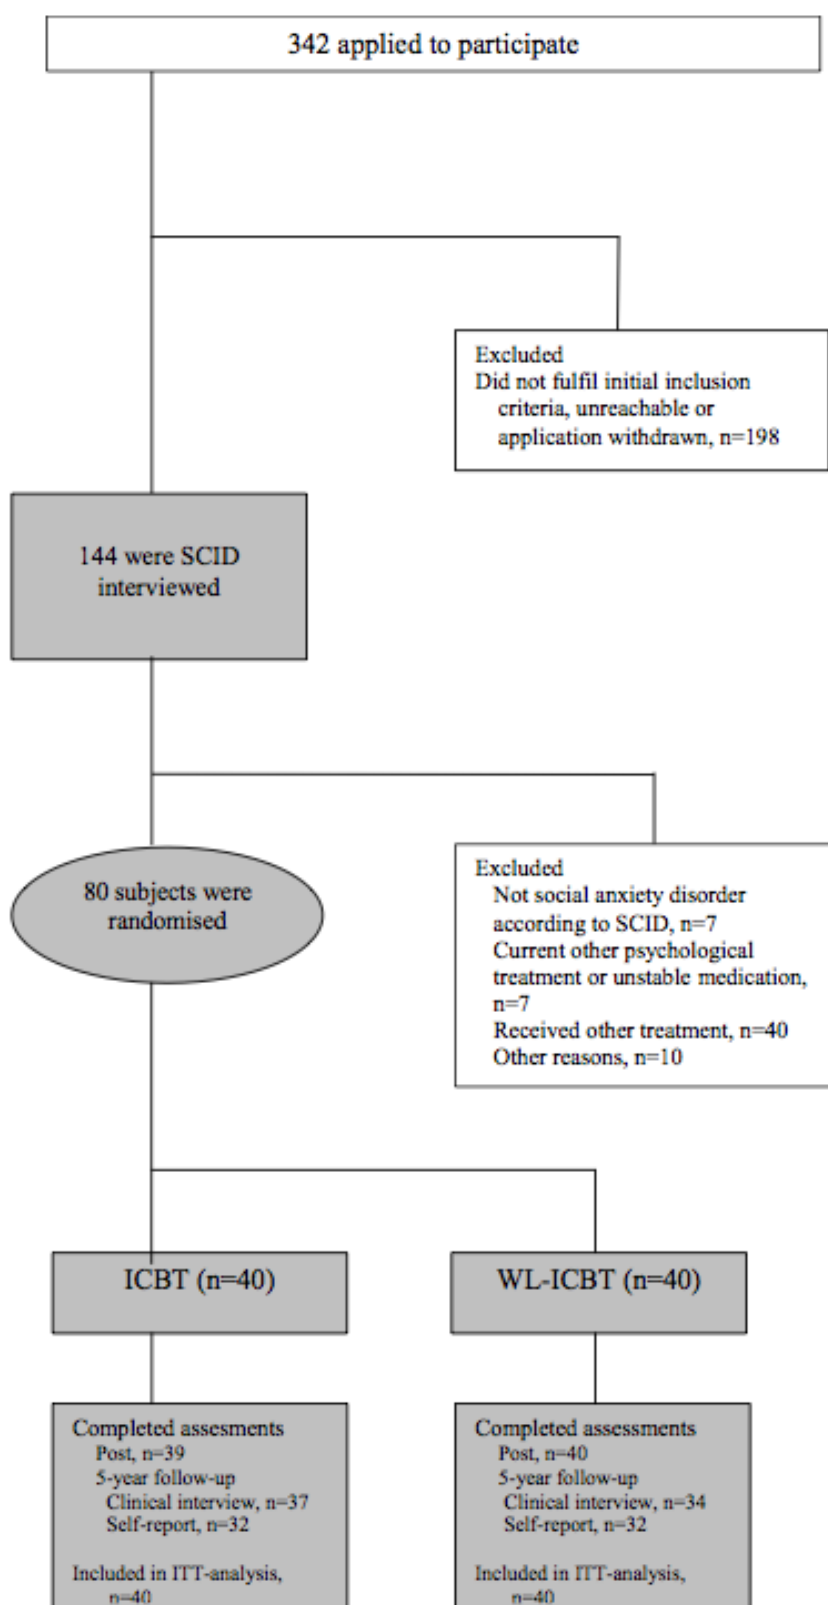 342 applied to participate
Excluded
Did not fulfil initial inclusion
criteria, unreachable or
application withdrawn, n=198
144 were SCID
interviewed
80 subjects were
randomised
Excluded
Not social anxiety disorder
according to SCID, n=7
Current other psychological
treatment or unstable medication,
n=7
Received other treatment, n=40
Other reasons, n=10
ICBT (n=40)
WL-ICBT (n=40)
Completed assesments
Post, n=39
5-year follow-up
Clinical interview, n=37
Self-report, n=32
Included in ITT-analysis,
n=40
Completed assessments
Post, n=40
5-year follow-up
Clinical interview, n=34
Self-report, n=32
Included in ITT-analysis,
n=40